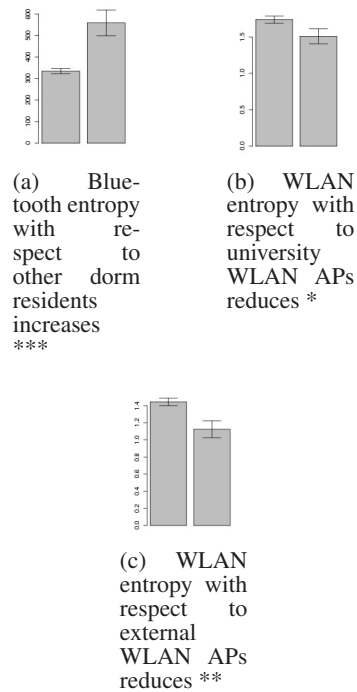 600
500
400
300
200
100
0
(a) Blue-
tooth entropy
with re-
spect to
other dorm
residents
increases
***
1.5
1.0
0.5
0.0
(b) WLAN
entropy with
respect to
university
WLAN APs
reduces *
1.4
1.2
1.0
0.8
0.6
0.4
0.2
0.0
(c) WLAN
entropy with
respect to
external
WLAN APs
reduces **